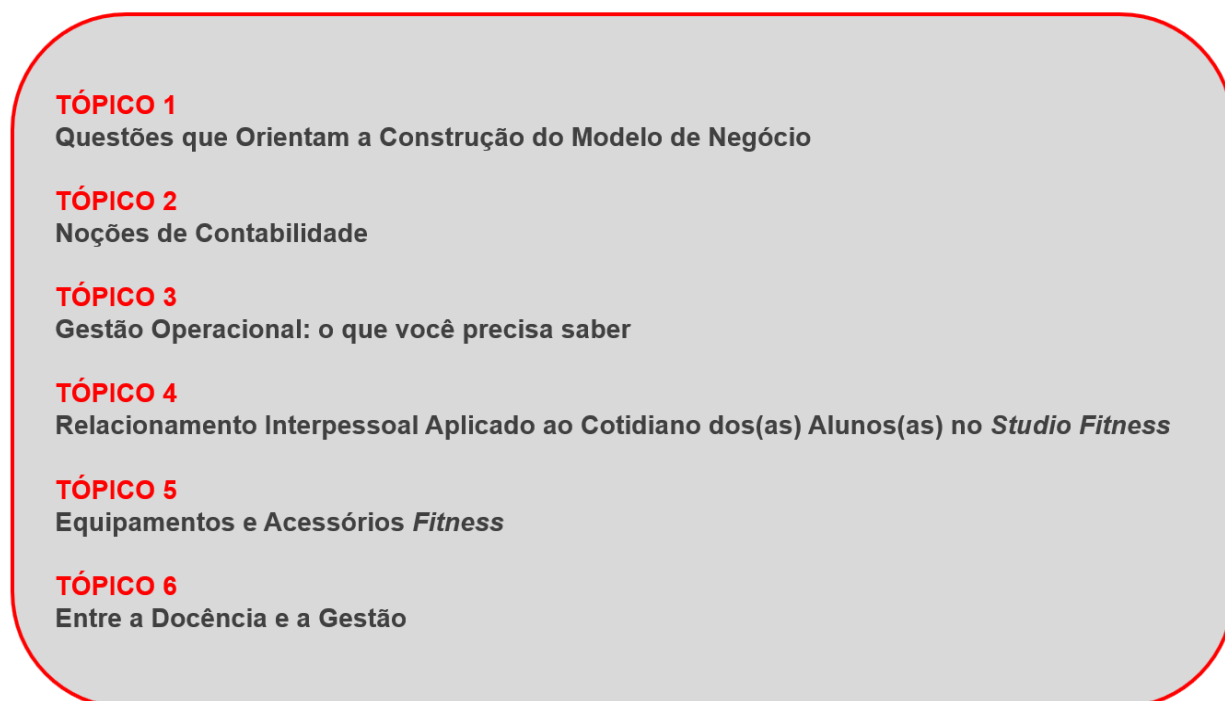 TÓPICO 1
Questões que Orientam a Construção do Modelo de Negócio
TÓPICO 2
Noções de Contabilidade
TÓPICO 3
Gestão Operacional: o que você precisa saber
TÓPICO 4
Relacionamento Interpessoal Aplicado ao Cotidiano dos(as) Alunos(as) no Studio Fitness
TÓPICO 5
Equipamentos e Acessórios Fitness
TÓPICO 6
Entre a Docência e a Gestão